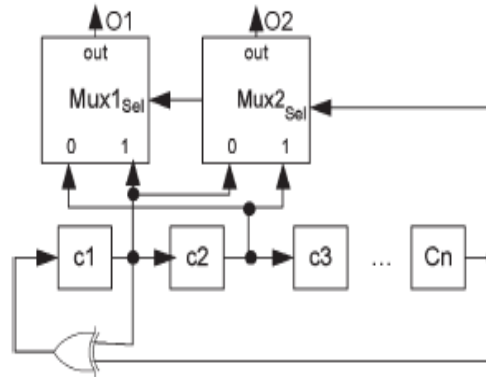 O1 O2
out out
Mux1Sel Mux2Sel
0 1 0 1
c1 c2 c3 ... Cn